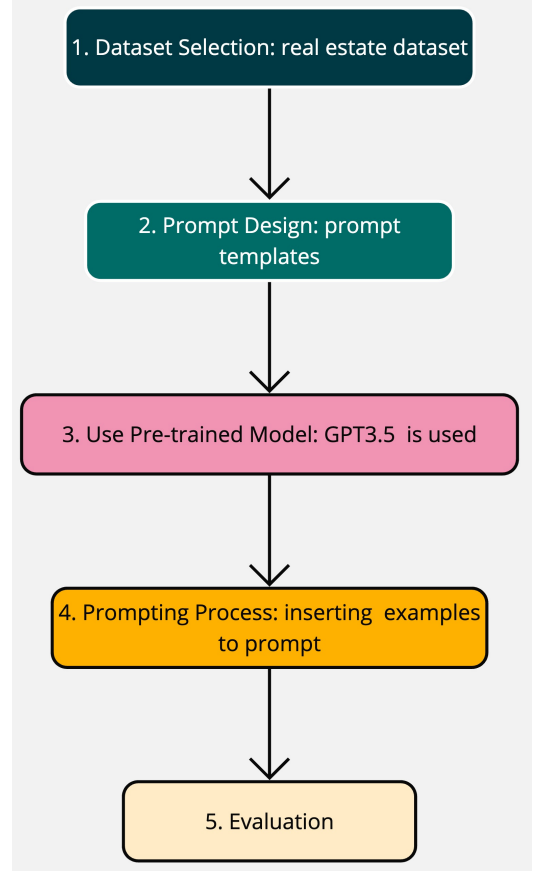 1. Dataset Selection: real estate dataset
2. Prompt Design: prompt
templates
3. Use Pre-trained Model: GPT3.5  is used
4. Prompting Process: inserting  examples
to prompt
5. Evaluation